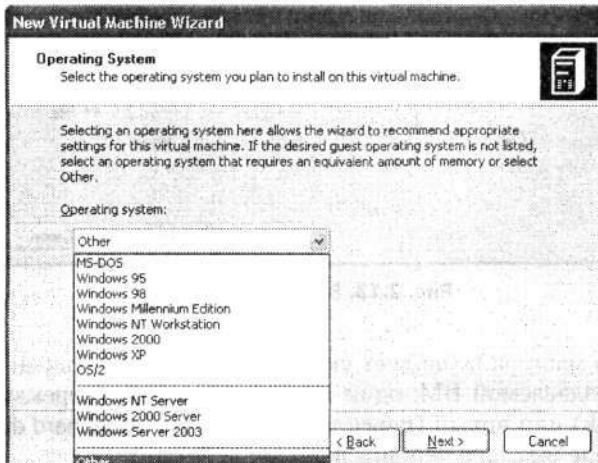 New Virtual Machine Wizard
Operating System
Select the operating system you plan to install on this virtual machine.
Selecting an operating system here allows the wizard to recommend appropriate
settings for this virtual machine. If the desired guest operating system is not listed,
select an operating system that requires an equivalent amount of memory or select
Other.
Operating system:
Other
MS-DOS
Windows 95
Windows 98
Windows Millennium Edition
Windows NT Workstation
Windows 2000
Windows XP
OS/2
Windows NT Server
Windows 2000 Server
Windows Server 2003
Other
< Back
Next >
Cancel